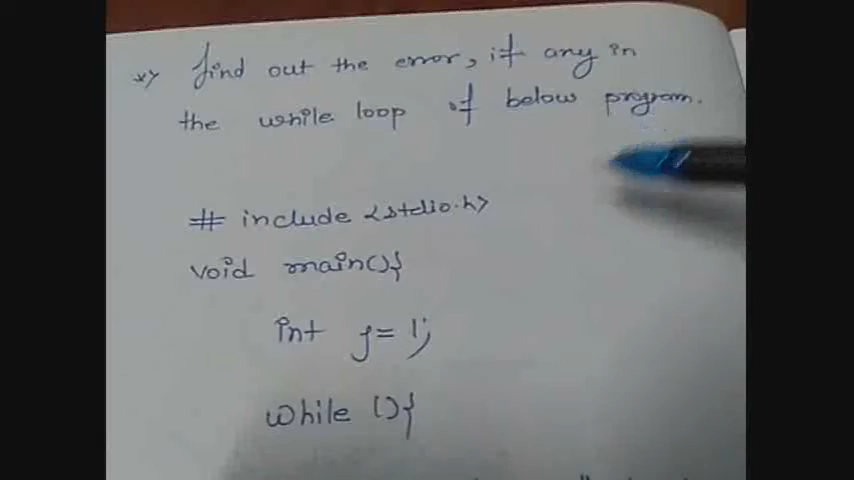 *) find out the error, if any in
the while loop of below program.
# include <stdio.h>
void main(){
int j= 1;
while (){